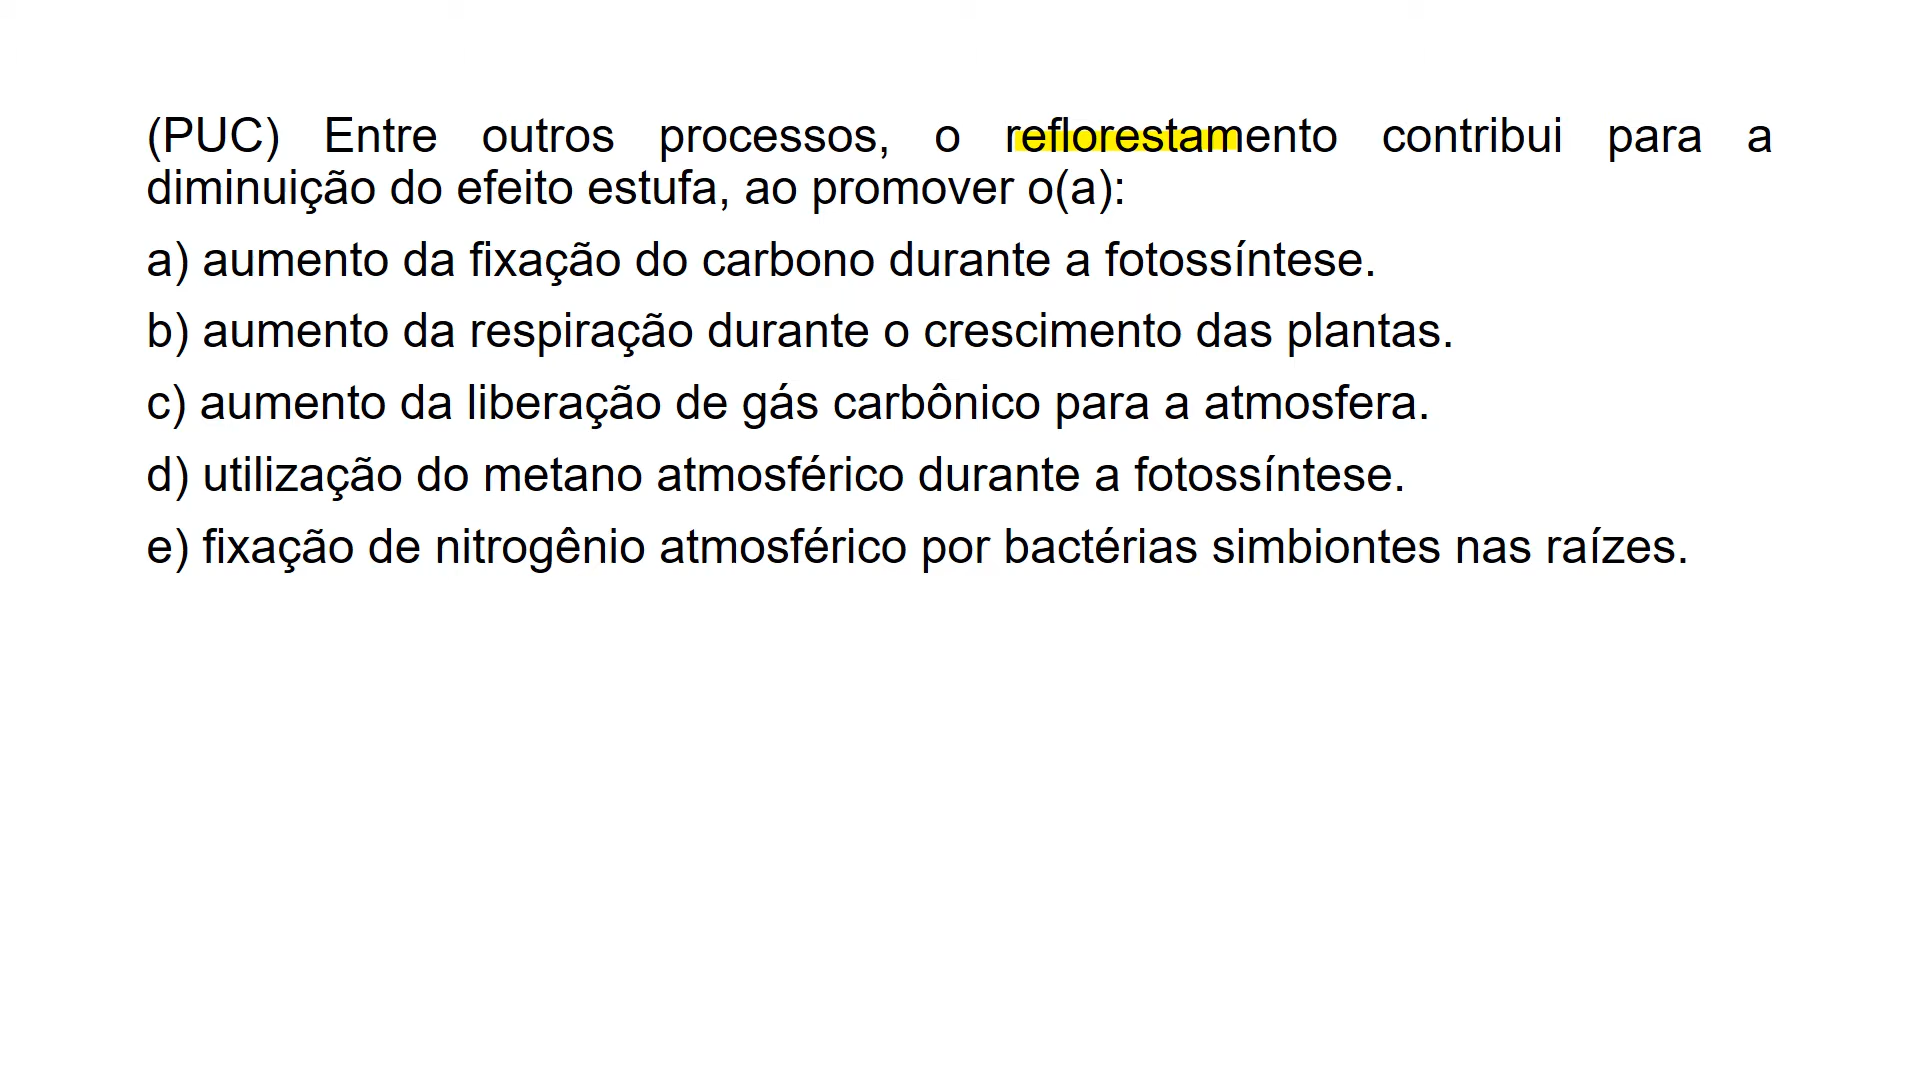 (PUC) Entre outros processos, o reflorestamento contribui para a
diminuição do efeito estufa, ao promover o(a):
a) aumento da fixação do carbono durante a fotossíntese.
b) aumento da respiração durante o crescimento das plantas.
c) aumento da liberação de gás carbônico para a atmosfera.
d) utilização do metano atmosférico durante a fotossíntese.
e) fixação de nitrogênio atmosférico por bactérias simbiontes nas raízes.